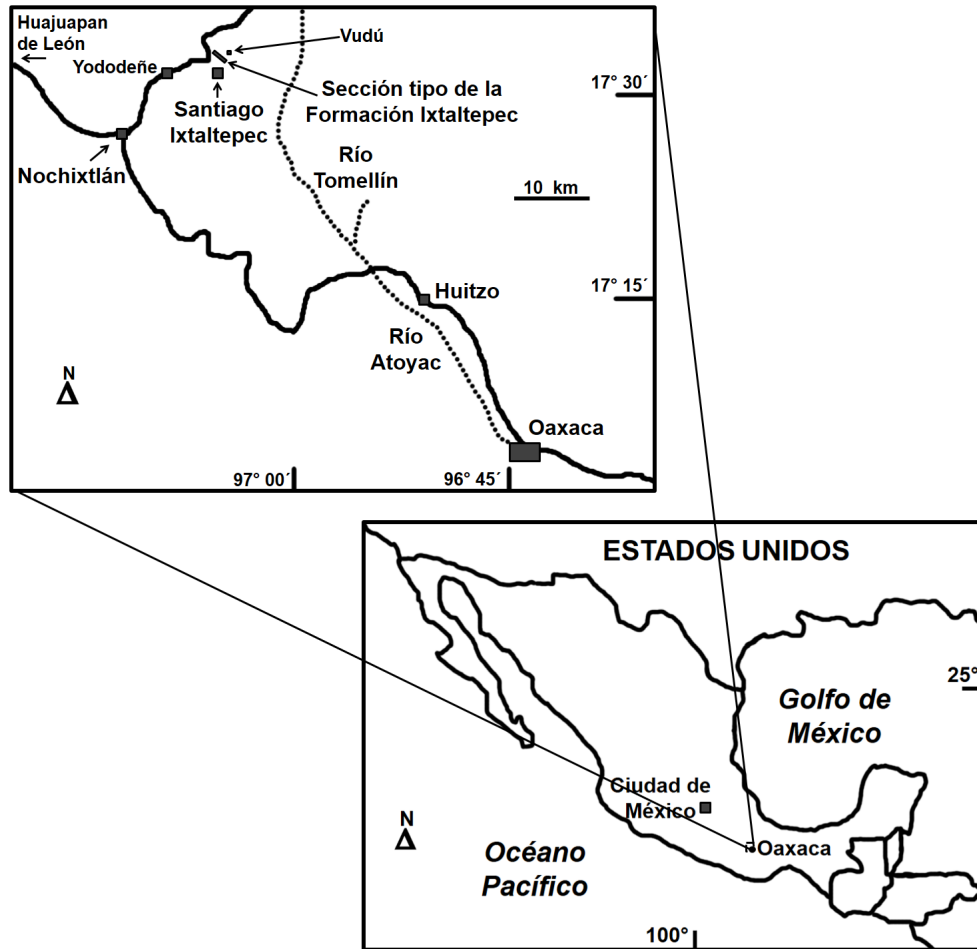 Huajuapan
de León
Vudú
Yododeñe
Sección tipo de la
Formación Ixtaltepec
Santiago
Ixtaltepec
17° 30´
Nochixtlán
Río
Tomellín
10 km
17° 15´
Huitzo
Río
Atoyac
N
Oaxaca
97° 00´
96° 45´
ESTADOS UNIDOS
25°
Golfo de
México
Ciudad de
México
N
Oaxaca
Océano
Pacífico
100°